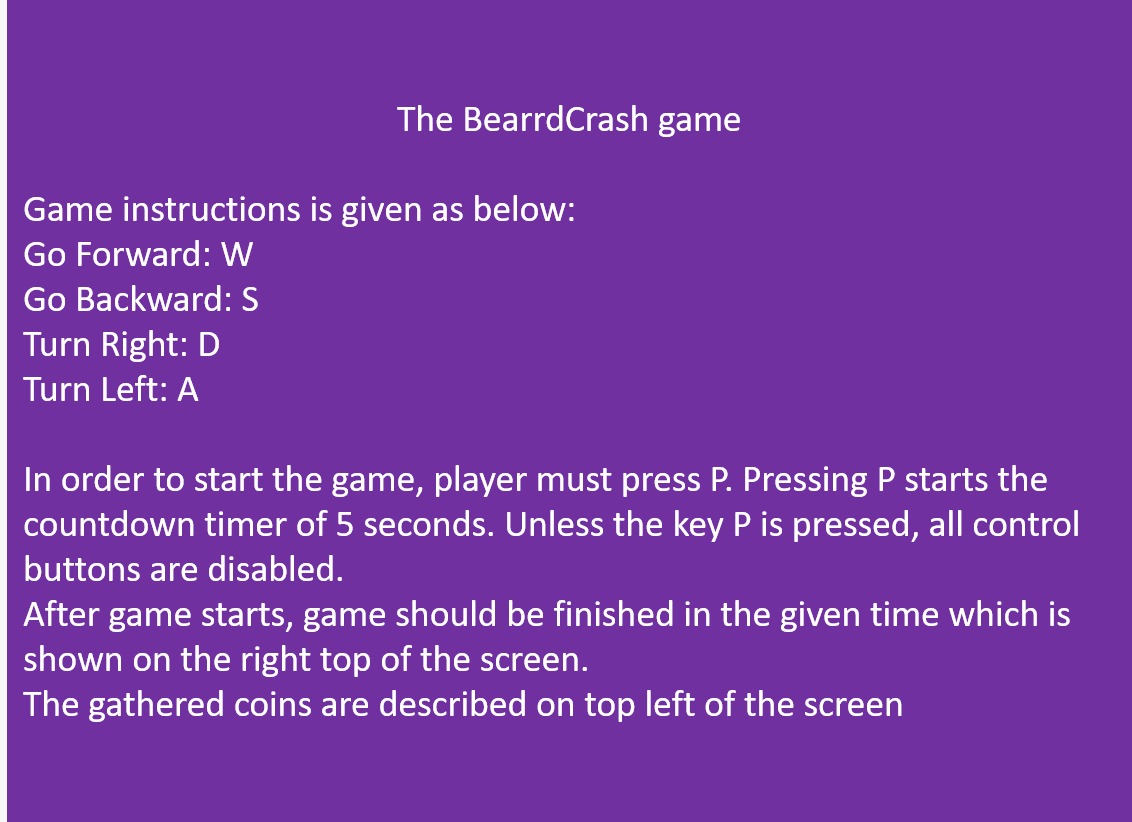 The BearrdCrash game
Game instructions is given as below:
Go Forward: W
Go Backward: S
Turn Right: D
Turn Left: A
In order to start the game, player must press P. Pressing P starts the
countdown timer of 5 seconds. Unless the key P is pressed, all control
buttons are disabled.
After game starts, game should be finished in the given time which is
shown on the right top of the screen.
The gathered coins are described on top left of the screen